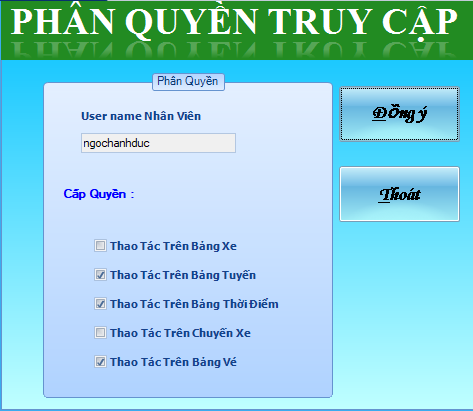 PHÂN QUYỀN TRUY CẬP
Phân Quyền
User name Nhân Viên
ngochanhduc
Cấp Quyền :
Thao Tác Trên Bảng Xe
Thao Tác Trên Bảng Tuyến
Thao Tác Trên Bảng Thời Điểm
Thao Tác Trên Chuyến Xe
Thao Tác Trên Bảng Vé
Đồng ý
Thoát